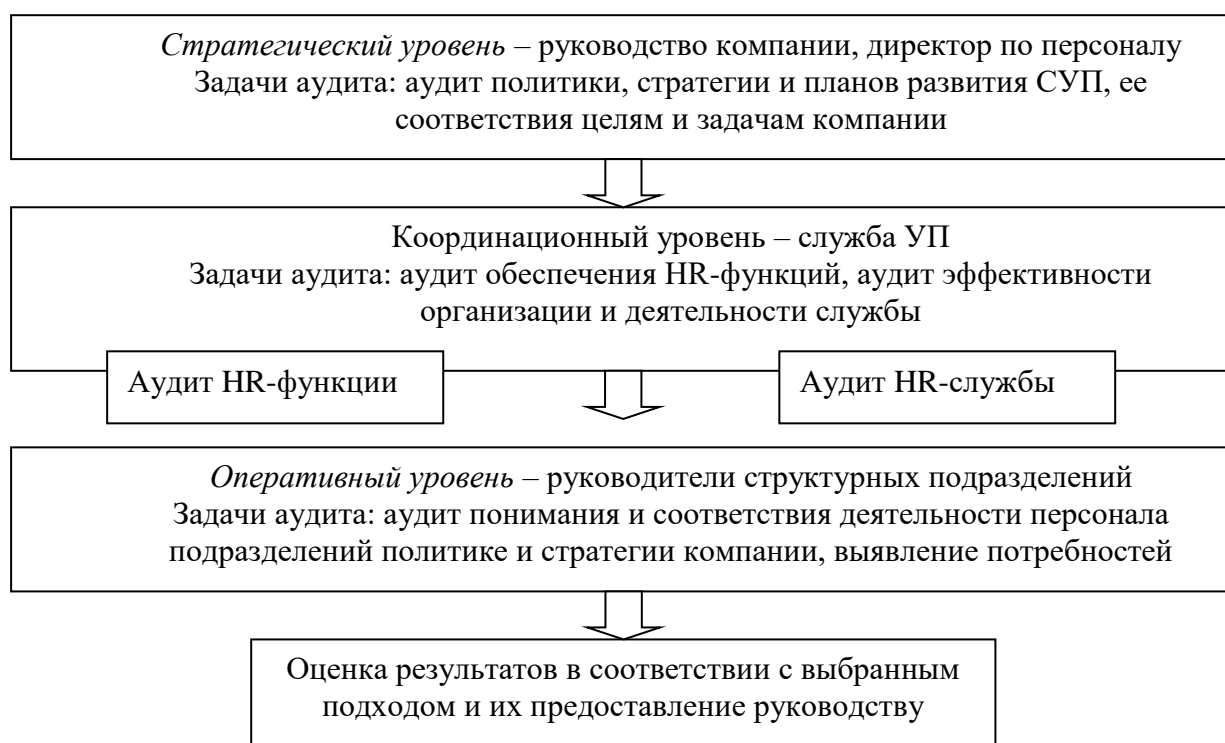 Стратегический уровень – руководство компании, директор по персоналу
Задачи аудита: аудит политики, стратегии и планов развития СУП, ее
соответствия целям и задачам компании
Координационный уровень – служба УП
Задачи аудита: аудит обеспечения HR-функций, аудит эффективности
организации и деятельности службы
Аудит HR-функции
Аудит HR-службы
Оперативный уровень – руководители структурных подразделений
Задачи аудита: аудит понимания и соответствия деятельности персонала
подразделений политике и стратегии компании, выявление потребностей
Оценка результатов в соответствии с выбранным
подходом и их предоставление руководству